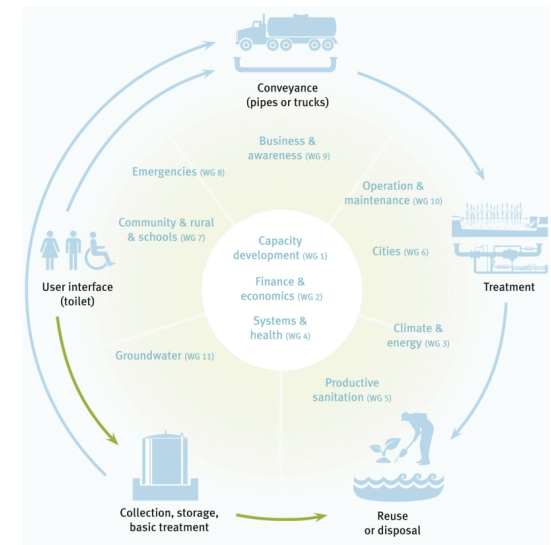 Conveyance
(pipes or trucks)
Business &
awareness (WG 9)
Emergencies (WG 8)
Operation &
maintenance (WG 10)
Community & rural
& schools (WG 7)
Capacity
development (WG 1)
Cities (WG 6)
Finance &
economics (WG 2)
User interface
(toilet)
Treatment
Systems &
health (WG 4)
Climate &
energy (WG 3)
Groundwater (WG 11)
Productive
sanitation (WG 5)
Collection, storage,
basic treatment
Reuse
or disposal